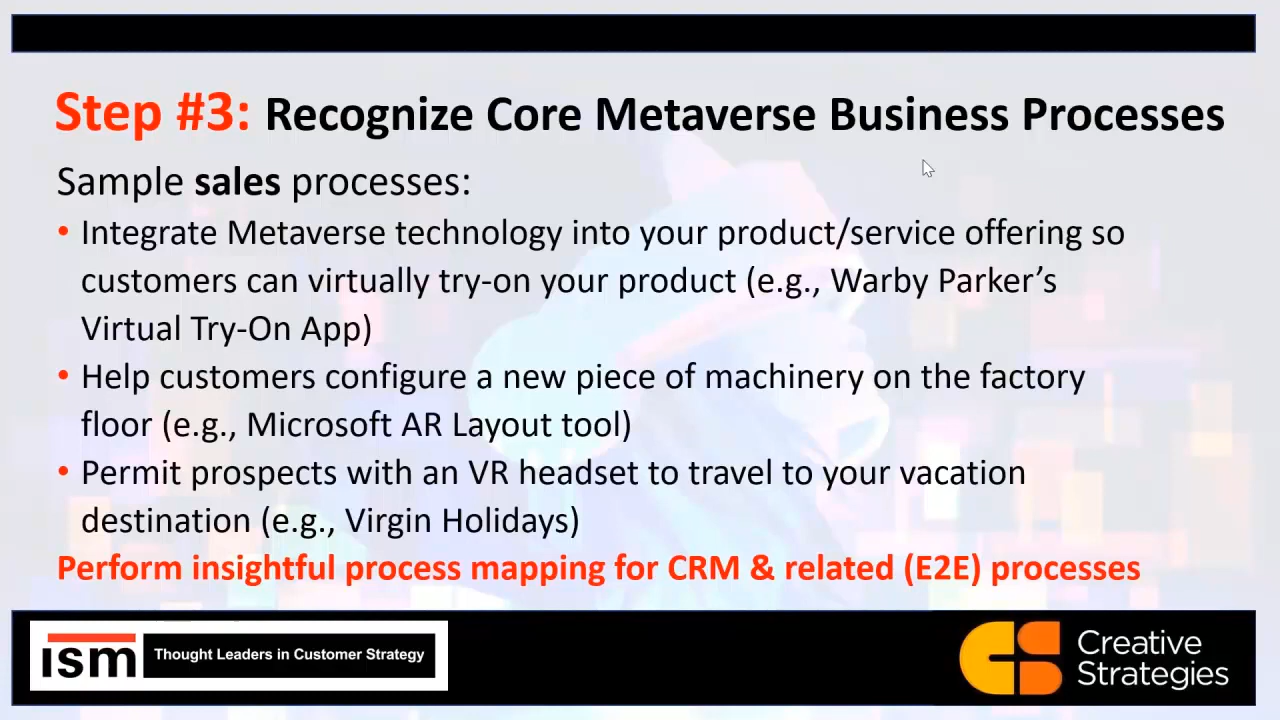 Step #3: Recognize Core Metaverse Business Processes
Sample sales processes:
• Integrate Metaverse technology into your product/service offering so
customers can virtually try-on your product (e.g., Warby Parker’s
Virtual Try-On App)
• Help customers configure a new piece of machinery on the factory
floor (e.g., Microsoft AR Layout tool)
• Permit prospects with an VR headset to travel to your vacation
destination (e.g., Virgin Holidays)
Perform insightful process mapping for CRM & related (E2E) processes
ism Thought Leaders in Customer Strategy
Creative
Strategies